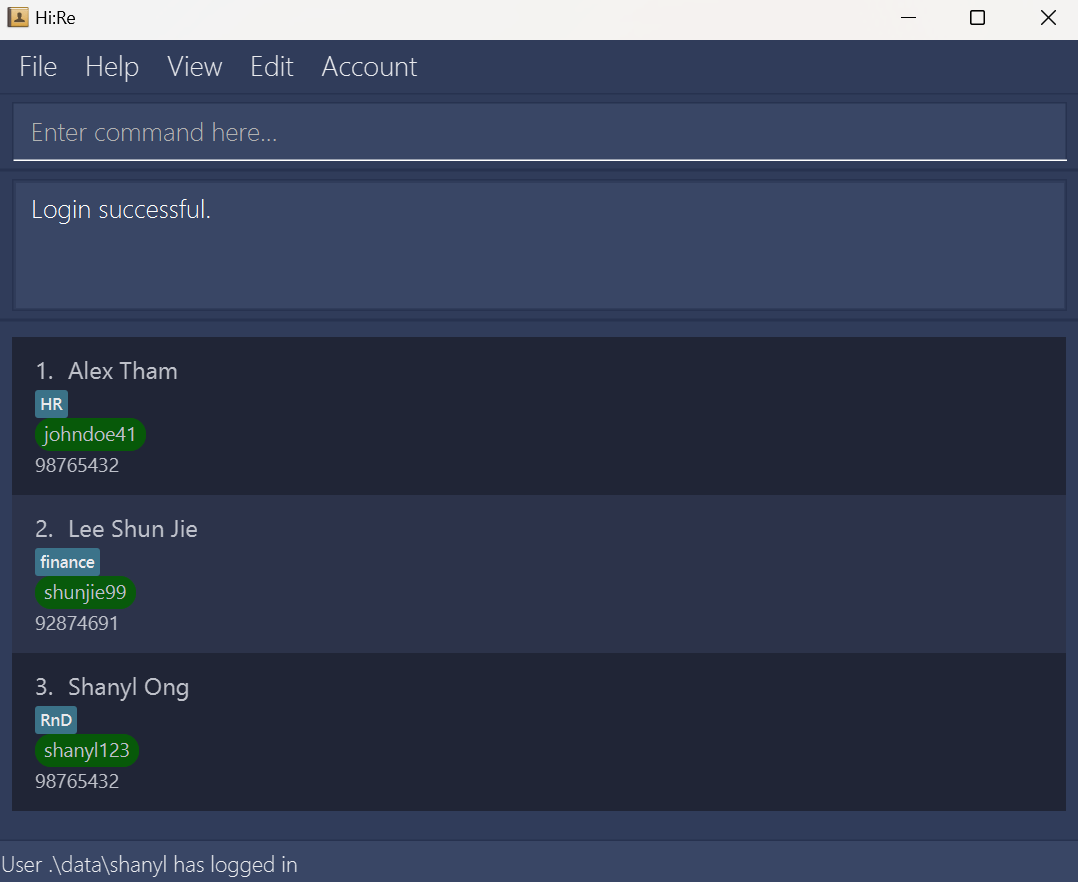 Hi:Re
File Help View Edit Account
Enter command here...
Login successful.
1. Alex Tham
HR
johndoe41
98765432
2. Lee Shun Jie
finance
shunjie99
92874691
3. Shanyl Ong
RnD
shanyl123
98765432
User .\data\shanyl has logged in